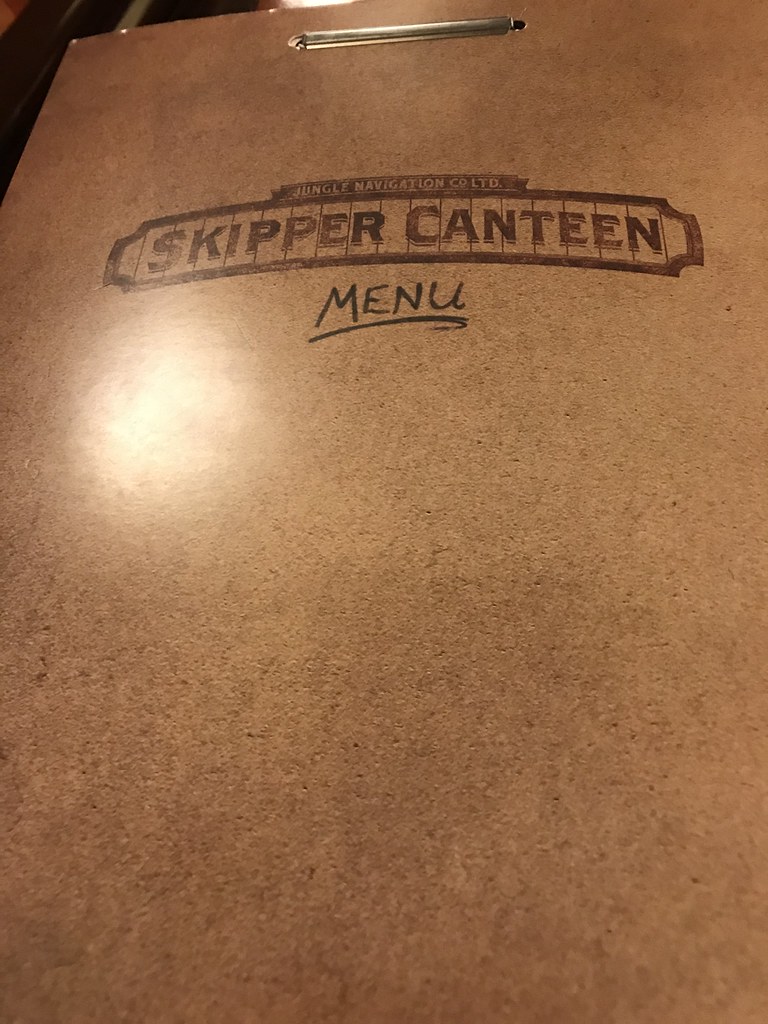 JUNGLE NAVIGATION CO LTD.
SKIPPER CANTEEN
MENU